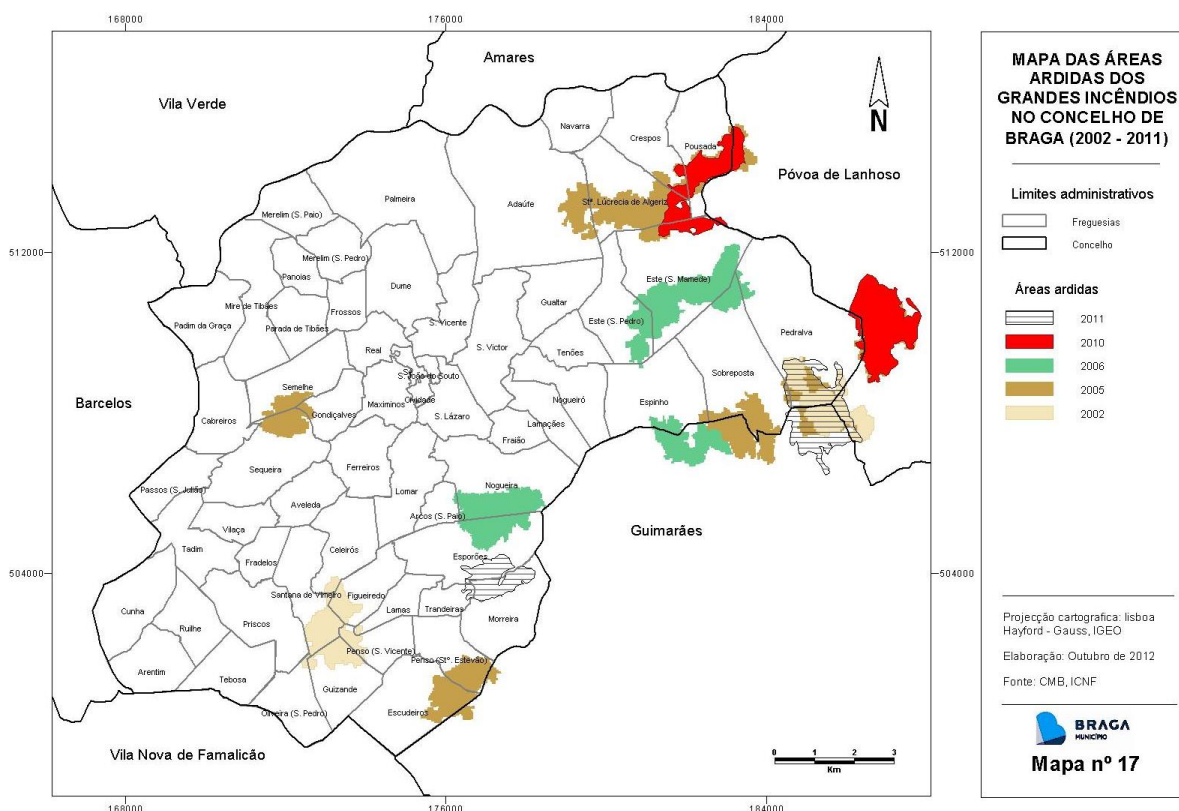 168000
176000
184000
Amares
Vila Verde
N
Navarra
Crespos
Pousada
Póvoa de Lanhoso
Palmeira
Adaúfe
Stª. Lúcrecia de Algeriz
Merelim (S. Paio)
512000
512000
Merelim (S. Pedro)
Panoias
Dume
Este (S. Mamede)
Mire de Tibães
Frossos
Gualtar
Padim da Graça
Parada de Tibães
S. Vicente
Este (S. Pedro)
Pedralva
S. Victor
Real
Tenões
Sé
S. João do Souto
Sobreposta
Semelhe
Barcelos
Maximinos
Cividade
Nogueiró
Espinho
Gondiçalves
S. Lázaro
Cabreiros
Lamaçães
Fraião
Sequeira
Ferreiros
Nogueira
Passos (S. Julião)
Lomar
Aveleda
Arcos (S. Paio)
Vilaça
Guimarães
Tadim
Celeirós
Esporões
Fradelos
504000
504000
Santana de Vimeiro
Figueiredo
Cunha
Lamas
Trandeiras
Priscos
Morreira
Ruilhe
Penso (S. Vicente)
Penso (Stº. Estevão)
Arentim
Tebosa
Guizande
Oliveira (S. Pedro)
Escudeiros
Vila Nova de Famalicão
0 1 2 3
Km
168000
176000
184000
MAPA DAS ÁREAS
ARDIDAS DOS
GRANDES INCÊNDIOS
NO CONCELHO DE
BRAGA (2002 - 2011)
Limites administrativos
Freguesias
Concelho
Áreas ardidas
2011
2010
2006
2005
2002
Projecção cartografica: lisboa
Hayford - Gauss, IGEO
Elaboração: Outubro de 2012
Fonte: CMB, ICNF
BRAGA
MUNICÍPIO
Mapa nº 17